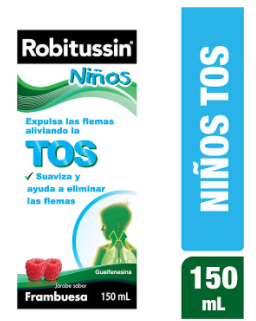 Robitussin®
Niños
Expulsa las flemas
aliviando la
TOS
✓ Suaviza y
ayuda a eliminar
las flemas
Guaifenesina
Jarabe sabor
Frambuesa 150 mL
NIÑOS TOS
150
mL